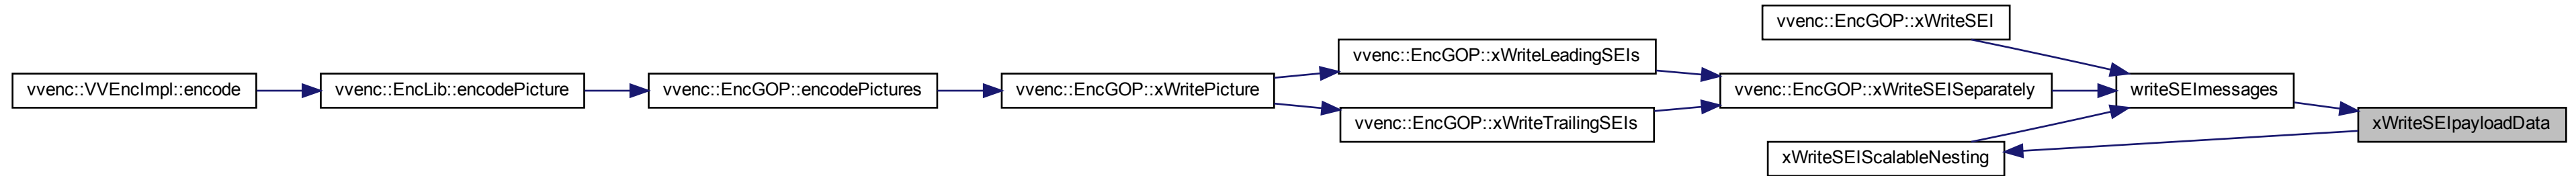 vvenc::VVEncImpl::encode
vvenc::EncLib::encodePicture
vvenc::EncGOP::encodePictures
vvenc::EncGOP::xWritePicture
vvenc::EncGOP::xWriteLeadingSEIs
vvenc::EncGOP::xWriteTrailingSEIs
vvenc::EncGOP::xWriteSEI
vvenc::EncGOP::xWriteSEISeparately
xWriteSEIScalableNesting
writeSEImessages
xWriteSEIpayloadData